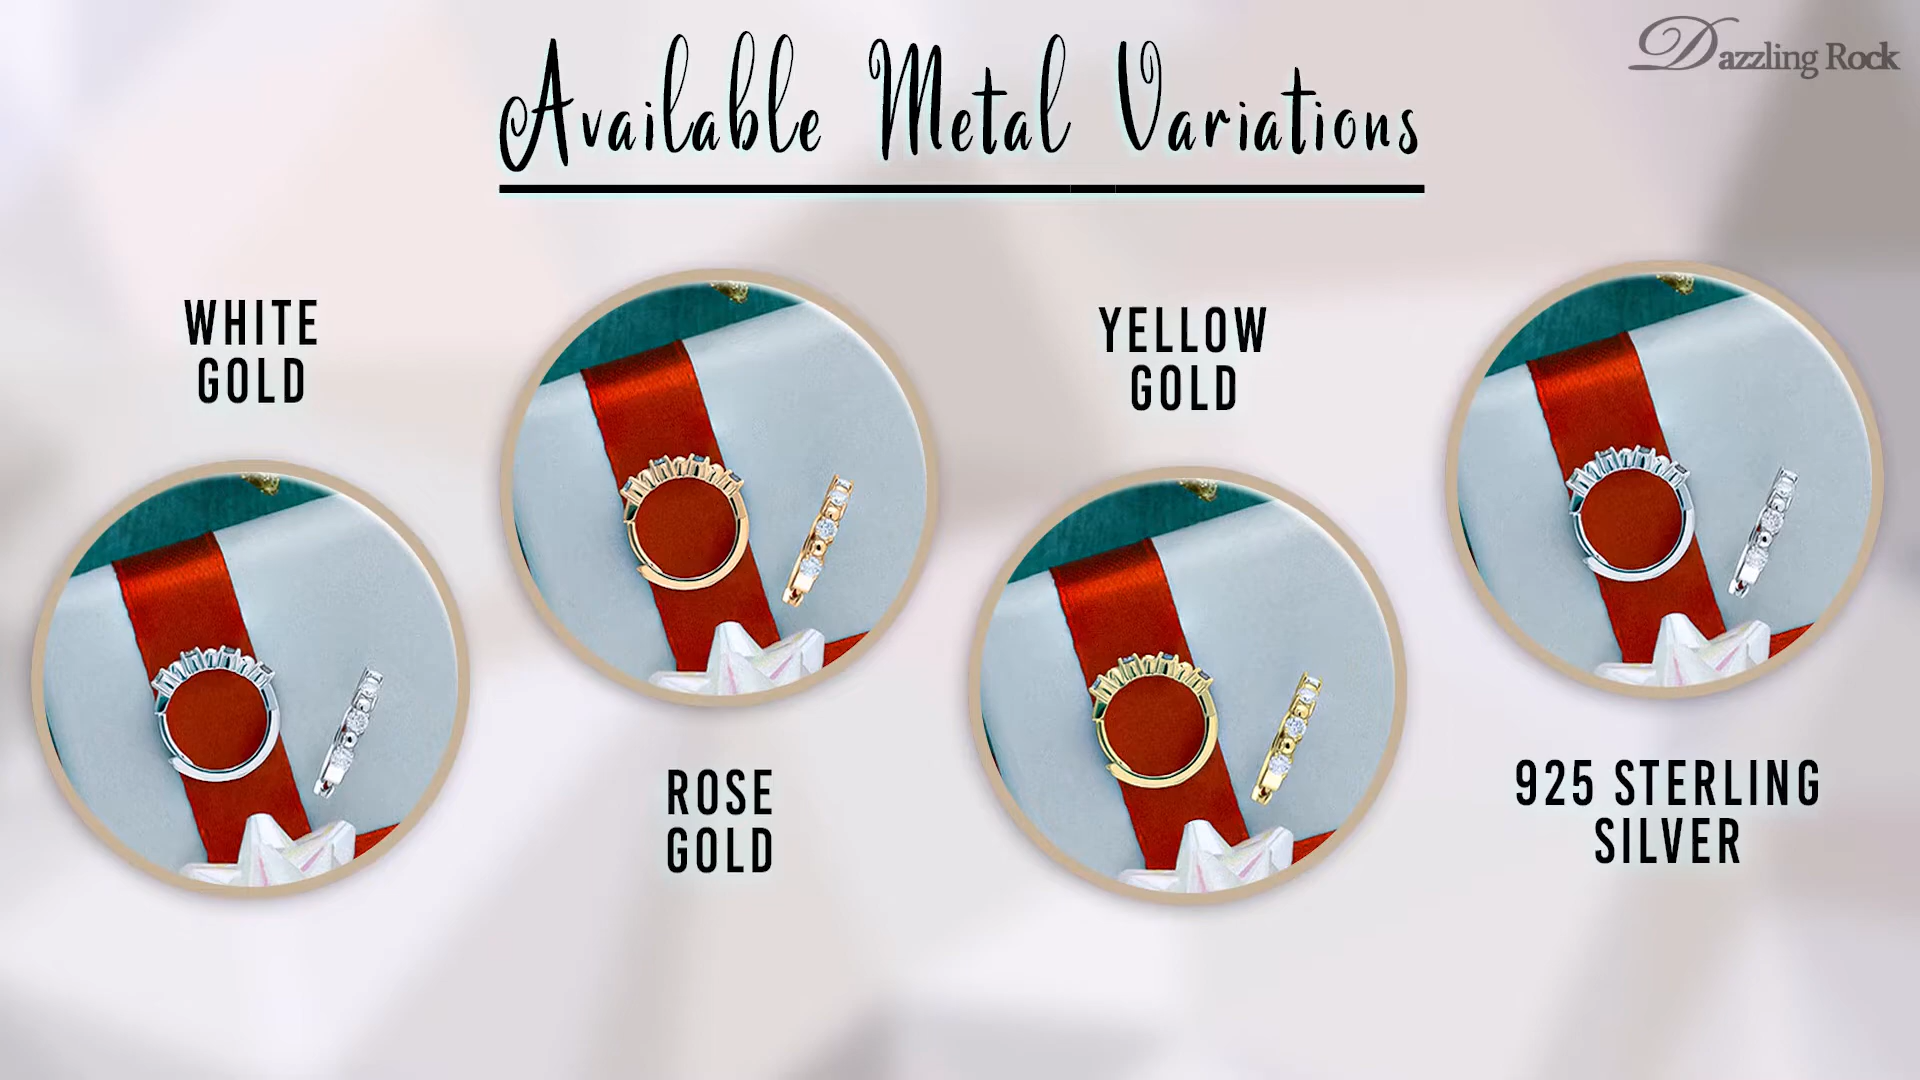 Dazzling Rock
Available Metal Variations
WHITE
GOLD
ROSE
GOLD
YELLOW
GOLD
925 STERLING
SILVER